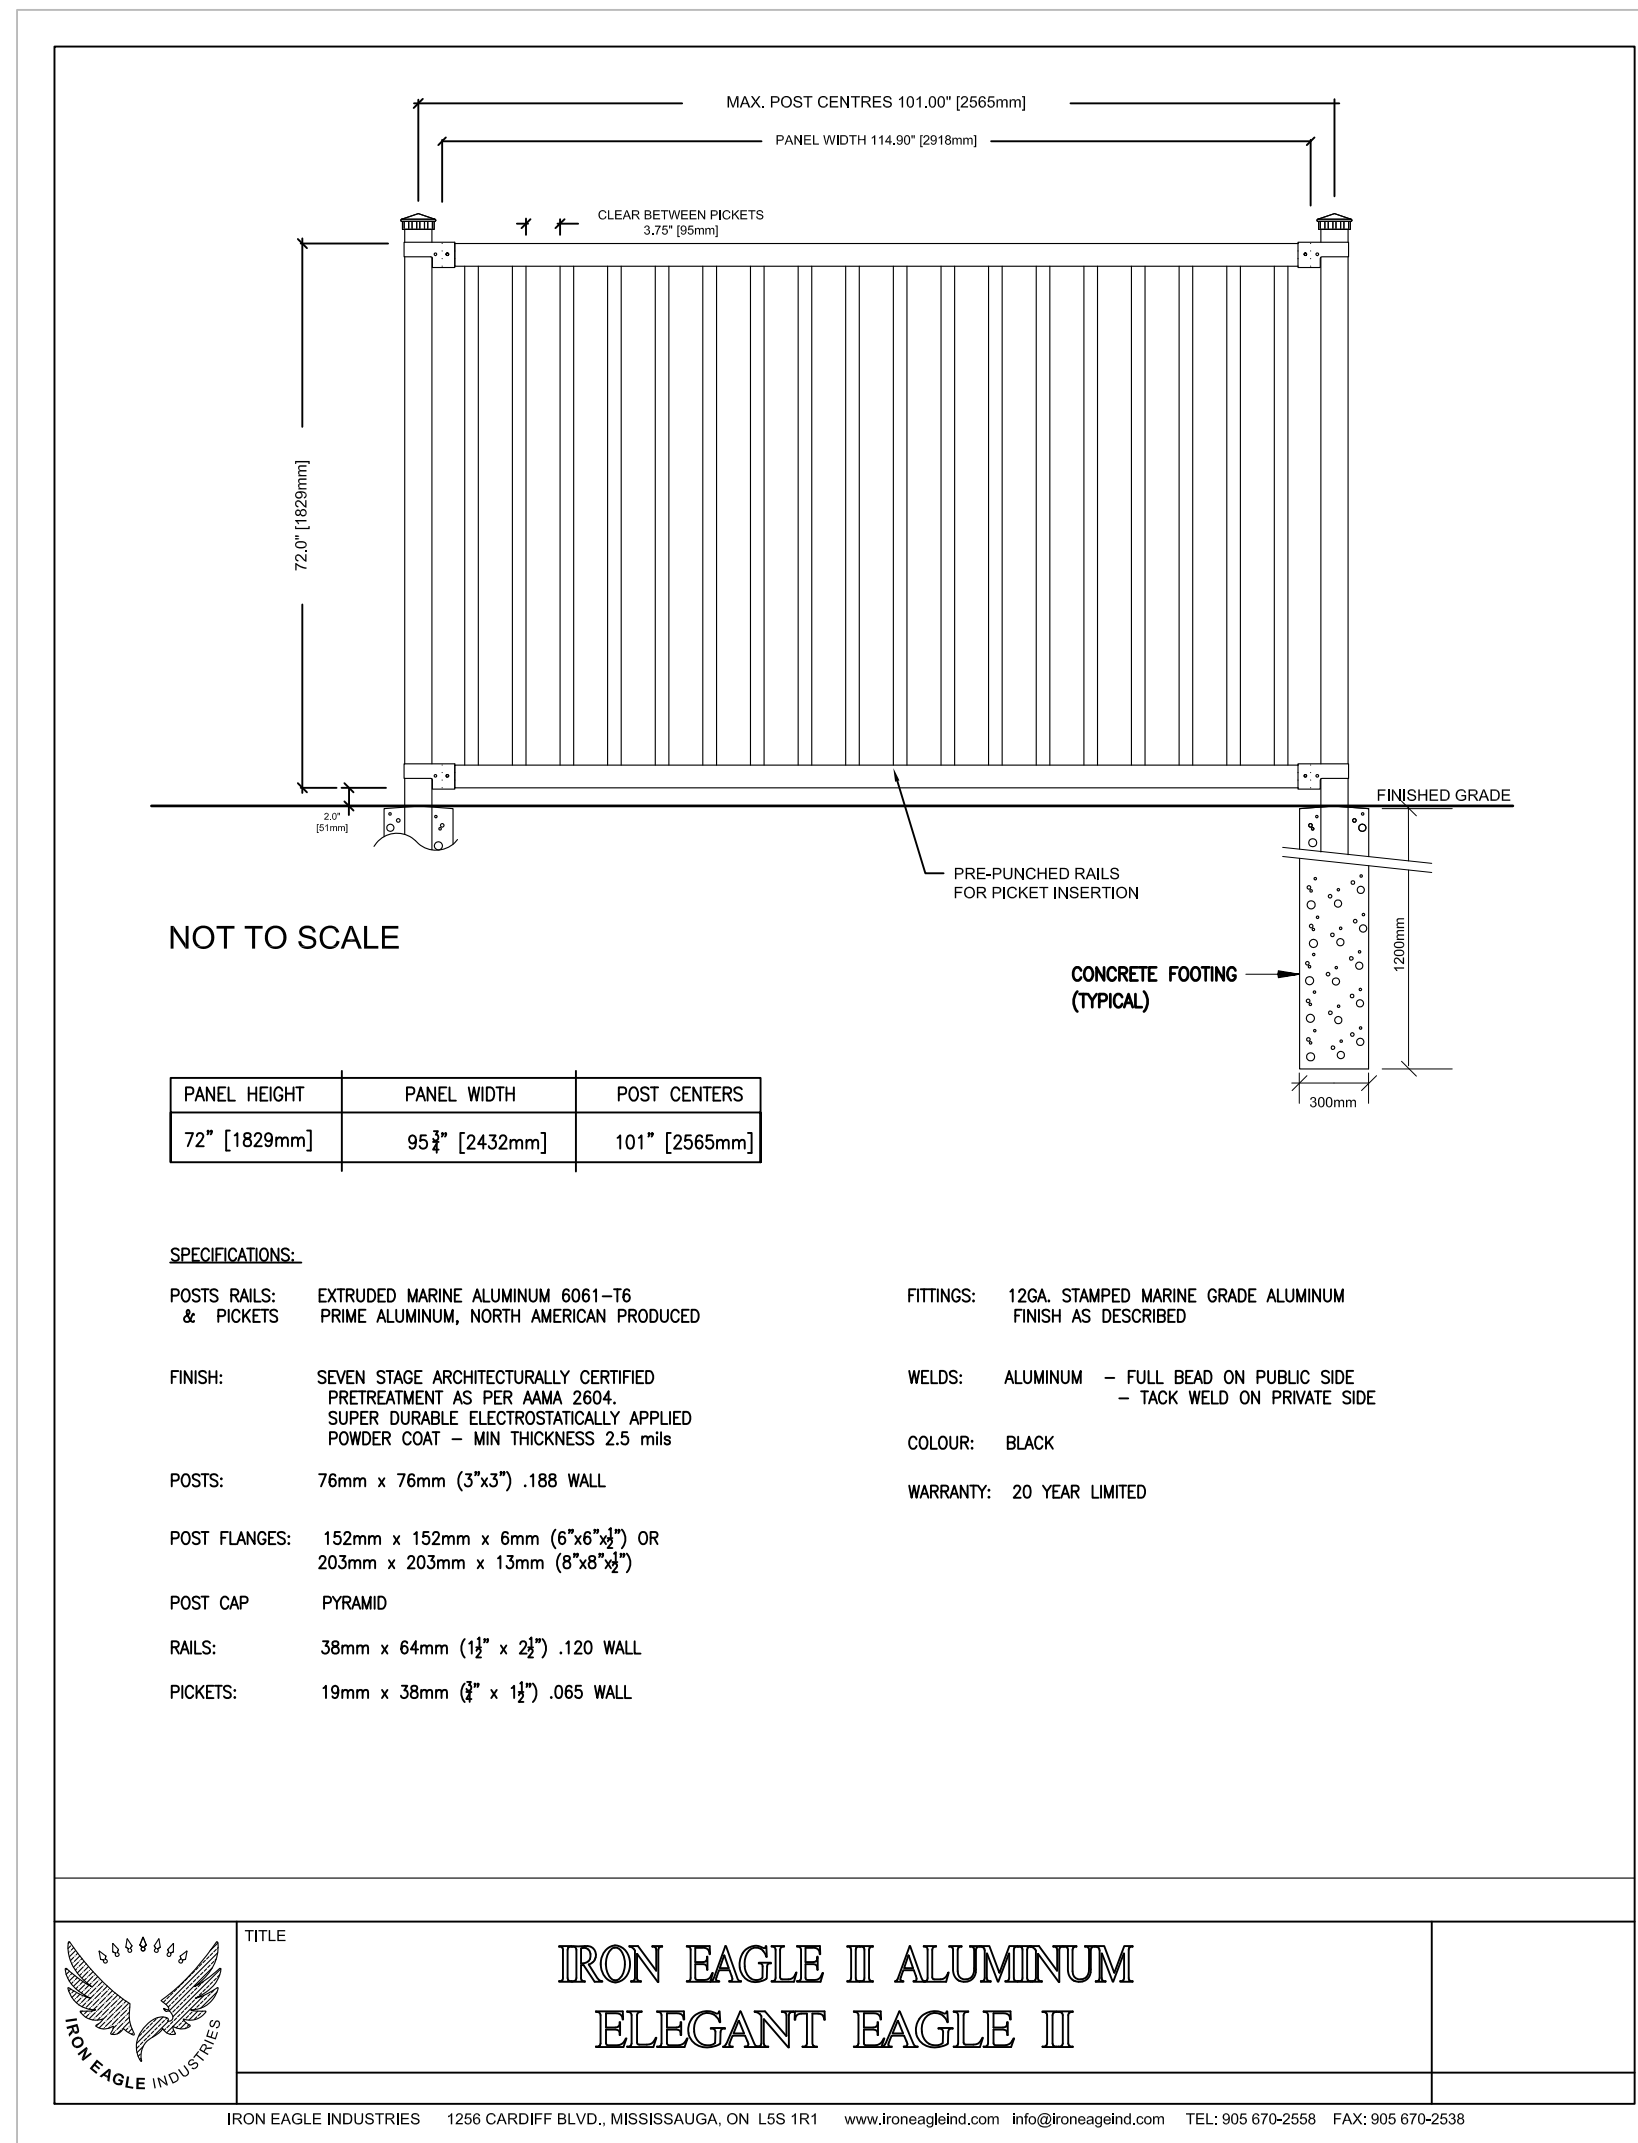 MAX. POST CENTRES 101.00" [2565mm]
PANEL WIDTH 114.90" [2918mm]
CLEAR BETWEEN PICKETS
3.75" [95mm]
72.0" [1829mm]
FINISHED GRADE
2.0"
[51mm]
PRE-PUNCHED RAILS
FOR PICKET INSERTION
NOT TO SCALE
1200mm
CONCRETE FOOTING
(TYPICAL)
300mm
PANEL HEIGHT PANEL WIDTH POST CENTERS
72" [1829mm] 95 3/4" [2432mm] 101" [2565mm]
SPECIFICATIONS:
POSTS RAILS: EXTRUDED MARINE ALUMINUM 6061-T6
& PICKETS PRIME ALUMINUM, NORTH AMERICAN PRODUCED
FINISH: SEVEN STAGE ARCHITECTURALLY CERTIFIED
PRETREATMENT AS PER AAMA 2604.
SUPER DURABLE ELECTROSTATICALLY APPLIED
POWDER COAT - MIN THICKNESS 2.5 mils
POSTS: 76mm x 76mm (3"x3") .188 WALL
POST FLANGES: 152mm x 152mm x 6mm (6"x6"x1/2") OR
203mm x 203mm x 13mm (8"x8"x1/2")
POST CAP PYRAMID
RAILS: 38mm x 64mm (1 1/2" x 2 1/2") .120 WALL
PICKETS: 19mm x 38mm (3/4" x 1 1/2") .065 WALL
FITTINGS: 12GA. STAMPED MARINE GRADE ALUMINUM
FINISH AS DESCRIBED
WELDS: ALUMINUM - FULL BEAD ON PUBLIC SIDE
- TACK WELD ON PRIVATE SIDE
COLOUR: BLACK
WARRANTY: 20 YEAR LIMITED
IRON EAGLE INDUSTRIES
TITLE
IRON EAGLE II ALUMINUM
ELEGANT EAGLE II
IRON EAGLE INDUSTRIES 1256 CARDIFF BLVD., MISSISSAUGA, ON L5S 1R1 www.ironeagleind.com info@ironeageind.com TEL: 905 670-2558 FAX: 905 670-2538